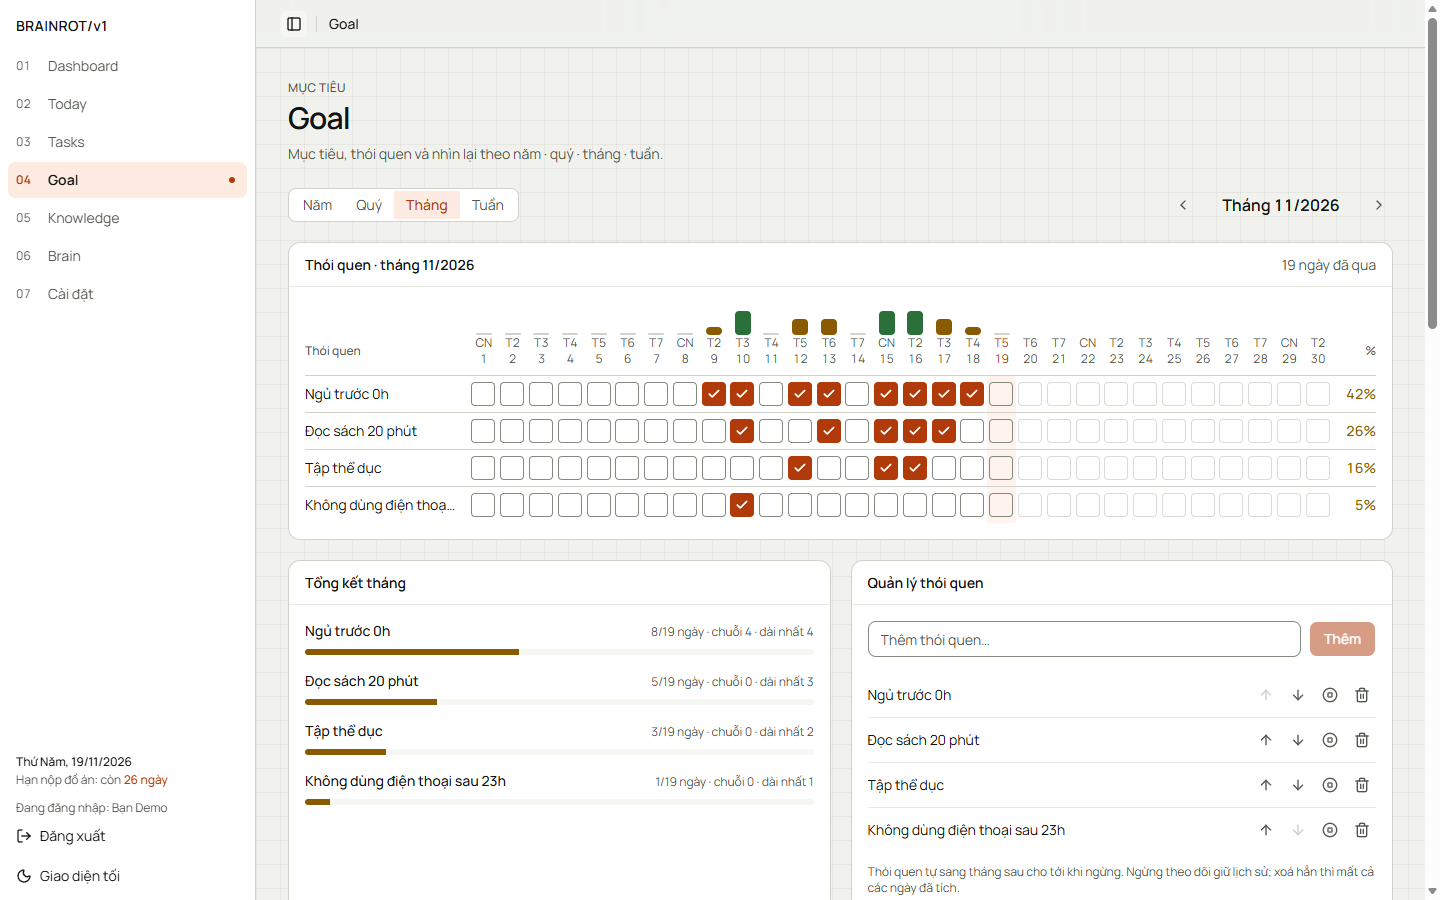 BRAINROT/v1
01 Dashboard
02 Today
03 Tasks
04 Goal
05 Knowledge
06 Brain
07 Cài đặt
Thứ Năm, 19/11/2026
Hạn nộp đồ án: còn 26 ngày
Đang đăng nhập: Bạn Demo
Đăng xuất
Giao diện tối
Goal
MỤC TIÊU
Goal
Mục tiêu, thói quen và nhìn lại theo năm · quý · tháng · tuần.
Năm Quý Tháng Tuần
Tháng 11/2026
Thói quen · tháng 11/2026
19 ngày đã qua
Thói quen
CN T2 T3 T4 T5 T6 T7 CN T2 T3 T4 T5 T6 T7 CN T2 T3 T4 T5 T6 T7 CN T2 T3 T4 T5 T6 T7 CN T2
1 2 3 4 5 6 7 8 9 10 11 12 13 14 15 16 17 18 19 20 21 22 23 24 25 26 27 28 29 30
%
Ngủ trước 0h 42%
Đọc sách 20 phút 26%
Tập thể dục 16%
Không dùng điện thoạ... 5%
Tổng kết tháng
Ngủ trước 0h 8/19 ngày · chuỗi 4 · dài nhất 4
Đọc sách 20 phút 5/19 ngày · chuỗi 0 · dài nhất 3
Tập thể dục 3/19 ngày · chuỗi 0 · dài nhất 2
Không dùng điện thoại sau 23h 1/19 ngày · chuỗi 0 · dài nhất 1
Quản lý thói quen
Thêm thói quen...
Thêm
Ngủ trước 0h
Đọc sách 20 phút
Tập thể dục
Không dùng điện thoại sau 23h
Thói quen tự sang tháng sau cho tới khi ngừng. Ngừng theo dõi giữ lịch sử; xoá hẳn thì mất cả
các ngày đã tích.